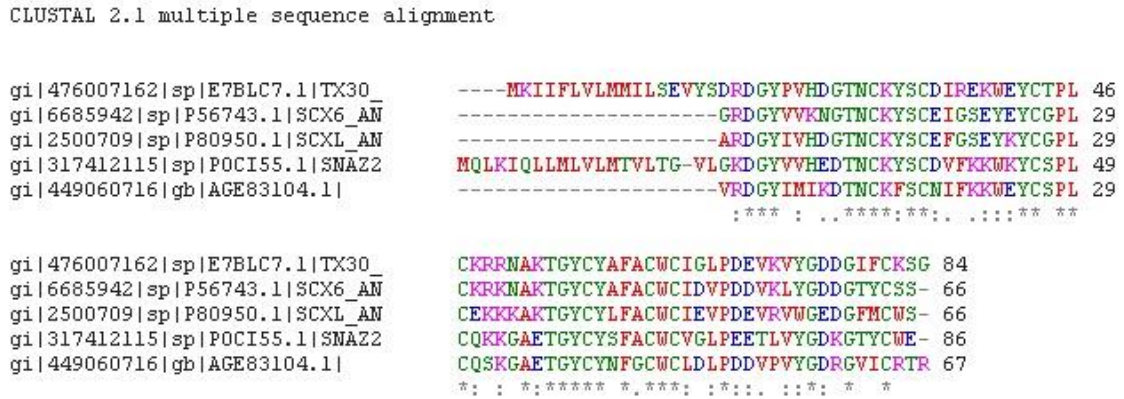 CLUSTAL 2.1 multiple sequence alignment
gi|476007162|sp|E7BLC7.1|TX30_ ----MKIIFLVLMMILSEVYSDRDGYPVHDGTNCKYSCDIREKWEYCTPL 46
gi|6685942|sp|P56743.1|SCX6_AN ---------------------GRDGYVVKNGTNCKYSCEIGSEYEYCGPL 29
gi|2500709|sp|P80950.1|SCXL_AN ---------------------ARDGYIVHDGTNCKYSCEFGSEYKYCGPL 29
gi|317412115|sp|P0CI55.1|SNAZ2 MQLKIQLLMLVLMTVLTG-VLGKDGYVVHEDTNCKYSCDVFKKWKYCSPL 49
gi|449060716|gb|AGE83104.1| ---------------------VRDGYIMIKDTNCKFSCNIFKKWEYCSPL 29
:*** : ..****:**:. .:::** **
gi|476007162|sp|E7BLC7.1|TX30_ CKRRNAKTGYCYAFACWCIGLPDEVKVYGDDGIFCKSG 84
gi|6685942|sp|P56743.1|SCX6_AN CKRKNAKTGYCYAFACWCIDVPDDVKLYGDDGTYCSS- 66
gi|2500709|sp|P80950.1|SCXL_AN CEKKKAKTGYCYLFACWCIEVPDEVRVWGEDGFMCWS- 66
gi|317412115|sp|P0CI55.1|SNAZ2 CQKKGAETGYCYSFACWCVGLPEETLVYGDKGTYCWE- 86
gi|449060716|gb|AGE83104.1| CQSKGAETGYCYNFGCWCLDLPDDVPVYGDRGVICRTR 67
*: : *:***** *.***: :*::. ::*: * *